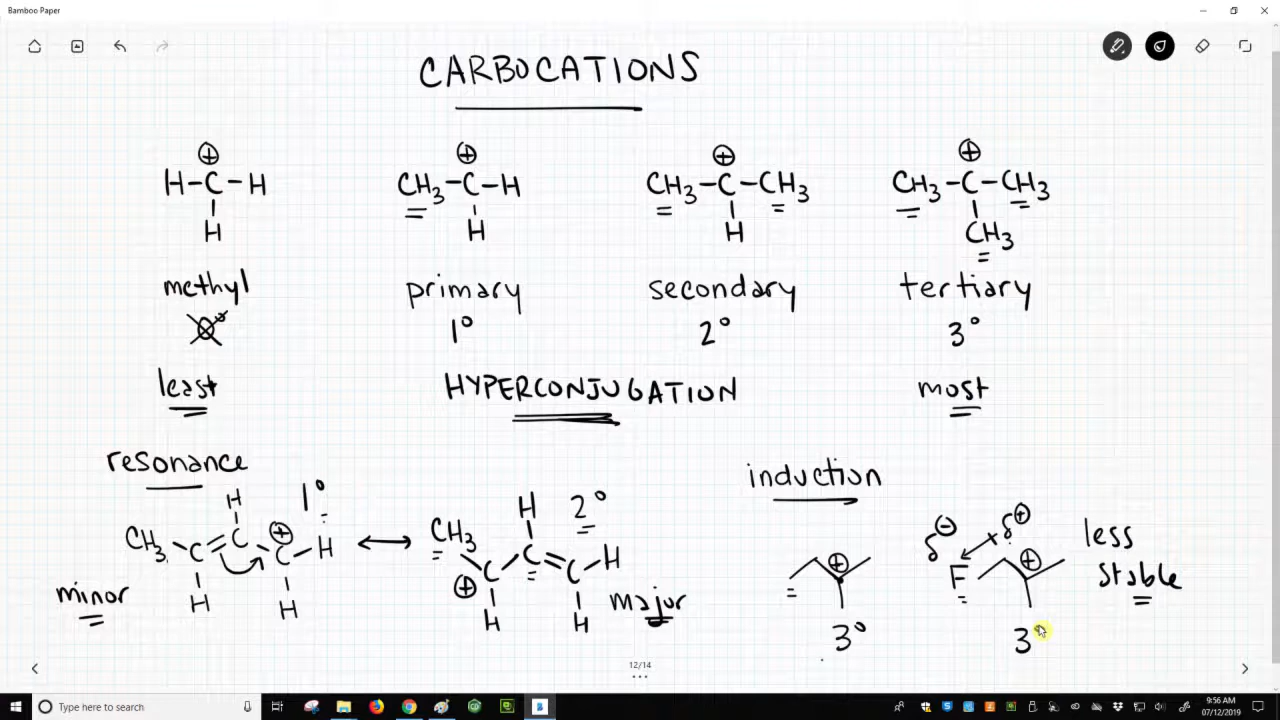 Bamboo Paper
CARBOCATIONS
⊕ ⊕ ⊕ ⊕
H-C-H CH3-C-H CH3-C-CH3 CH3-C-CH3
H H H CH3
methyl primary secondary tertiary
1° 2° 3°
least HYPERCONJUGATION most
resonance
H 1°
CH3 C=C-C-H ⊕
H H
minor
H 2°
CH3 C-C=C-H
⊕ H H
major
induction
⊕
3°
δ⊖ δ⊕
F ⊕
3°
less
stable
12/14
Type here to search
9:56 AM
07/12/2019